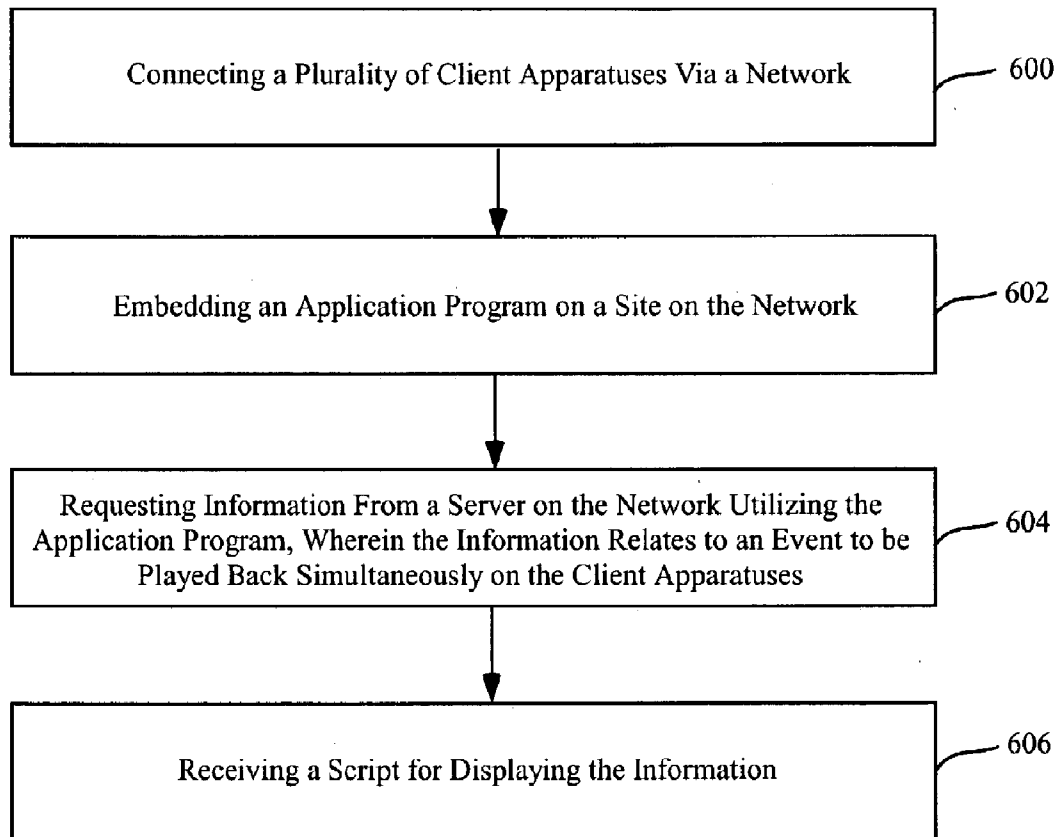 Connecting a Plurality of Client Apparatuses Via a Network
600
Embedding an Application Program on a Site on the Network
602
Requesting Information From a Server on the Network Utilizing the
Application Program, Wherein the Information Relates to an Event to be
Played Back Simultaneously on the Client Apparatuses
604
Receiving a Script for Displaying the Information
606